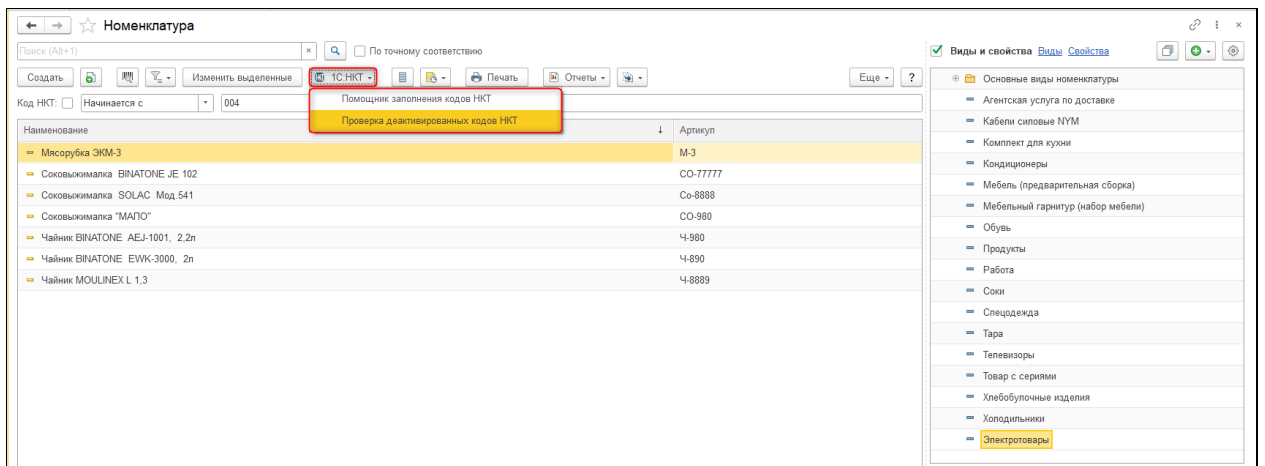 Номенклатура
Поиск (Alt+1) × По точному соответствию
Виды и свойства Виды Свойства
Создать Изменить выделенные 1С:НКТ Печать Отчеты Еще ?
Код НКТ: Начинается с 004
Помощник заполнения кодов НКТ
Проверка деактивированных кодов НКТ
Наименование ↓ Артикул
Мясорубка ЭКМ-3 М-3
Соковыжималка BINATONE JE 102 СО-77777
Соковыжималка SOLAC Мод.541 Со-8888
Соковыжималка "МАПО" СО-980
Чайник BINATONE AEJ-1001, 2,2л Ч-980
Чайник BINATONE EWK-3000, 2л Ч-890
Чайник MOULINEX L 1,3 Ч-8889
Основные виды номенклатуры
Агентская услуга по доставке
Кабели силовые NYM
Комплект для кухни
Кондиционеры
Мебель (предварительная сборка)
Мебельный гарнитур (набор мебели)
Обувь
Продукты
Работа
Соки
Спецодежда
Тара
Телевизоры
Товар с сериями
Хлебобулочные изделия
Холодильники
Электротовары